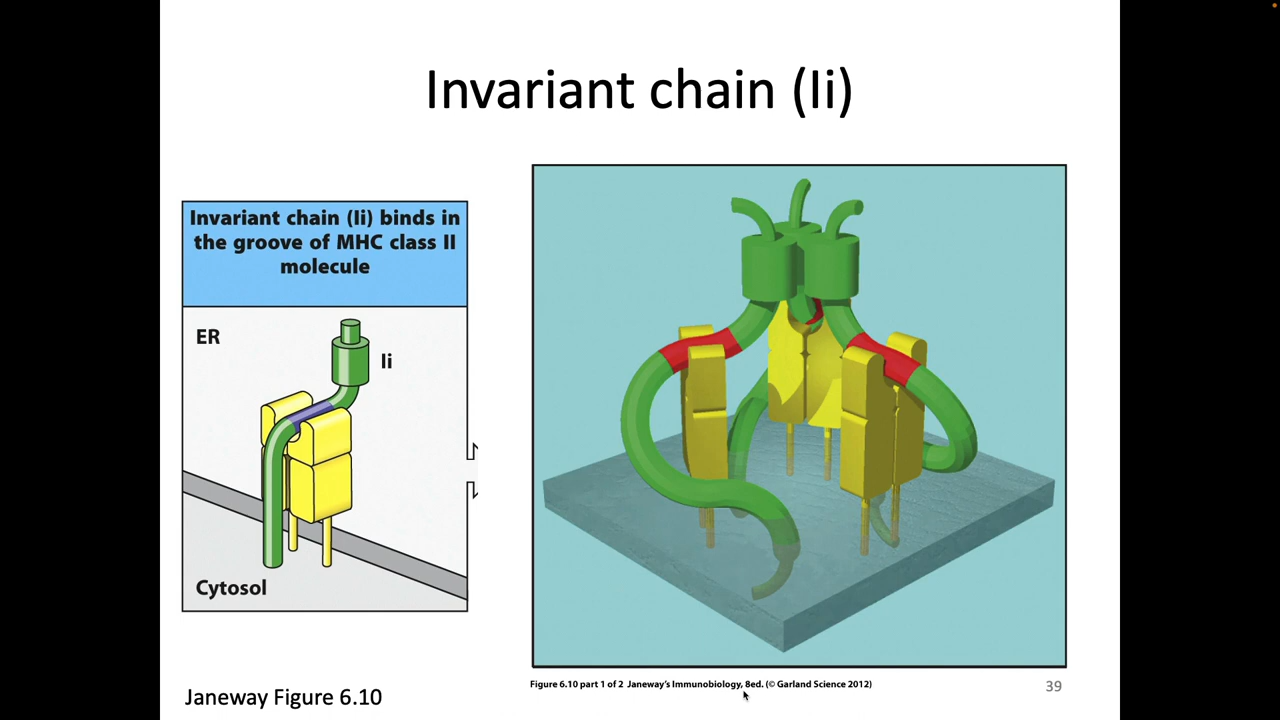 Invariant chain (Ii)
Invariant chain (Ii) binds in
the groove of MHC class II
molecule
ER
Ii
Cytosol
Janeway Figure 6.10
Figure 6.10 part 1 of 2 Janeway's Immunobiology, 8ed. (© Garland Science 2012)
39